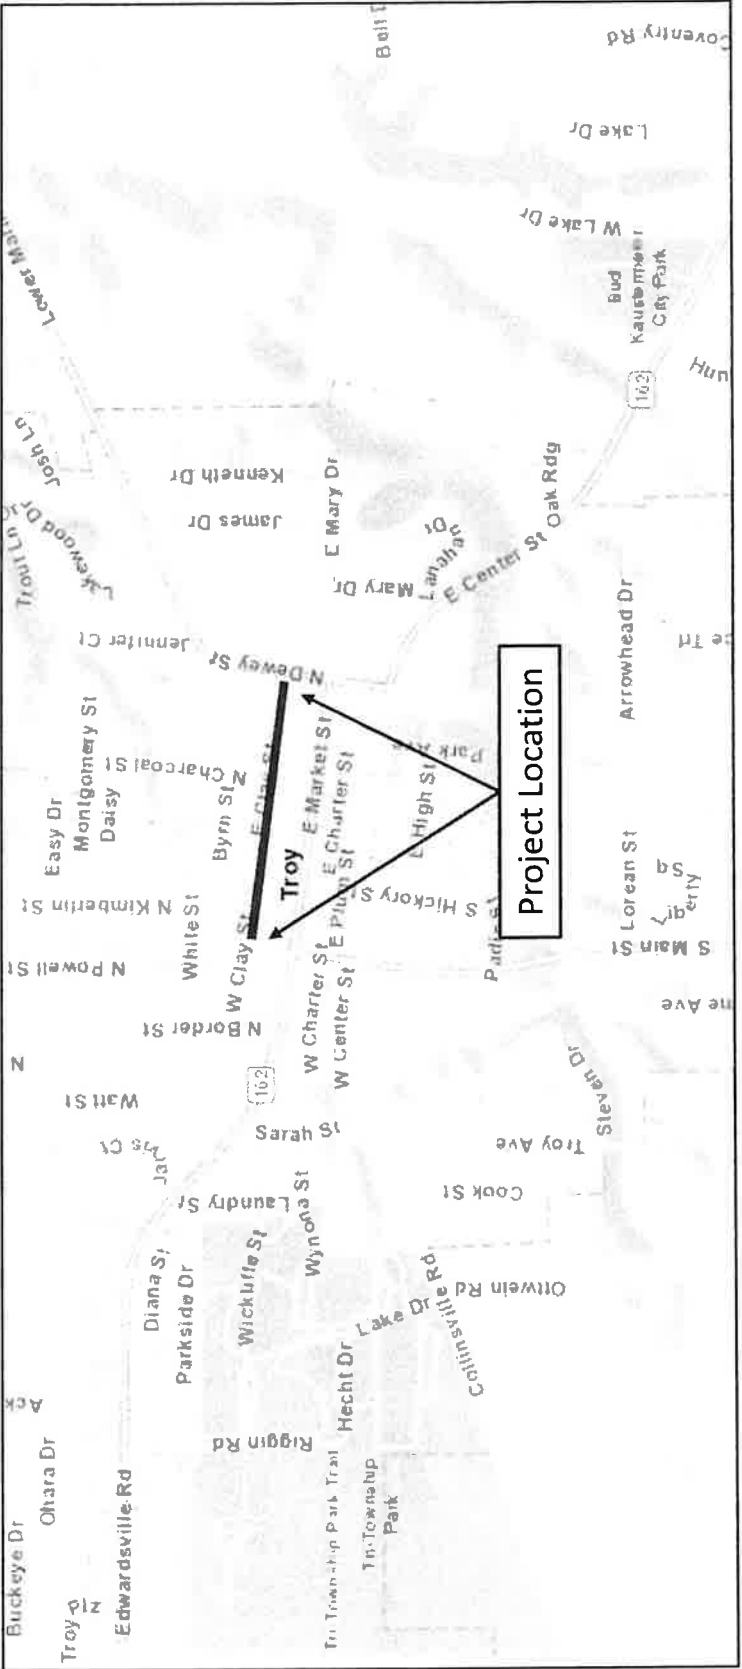 Buckeye Dr
Ohara Dr
Ack
Troy
Edwardsville Rd
Diana St
Parkside Dr
Riggin Rd
Wickliffe St
Laundry St
Wynona St
Hecht Dr
Lake Dr
Collinsville Rd
Ottwein Rd
Tri Township Park Trail
Tri-Township
Park
Watt St
N
Sarah St
162
Cook St
Troy Ave
Steven Dr
N Border St
N Powell St
W Clay St
W Charter St
W Center St
White St
N Kimberlin St
Easy Dr
Montgomery St
Daisy
Byrn St
N Charcoal St
E Clay St
Troy
E Market St
E Charter St
E Plum St
S Hickory St
E High St
Park Ave
S Main St
Lorean St
Project Location
Arrowhead Dr
Jennifer Ct
N Dewey St
Trout Ln
Lakewood Dr
Josh Ln
James Dr
Kenneth Dr
E Mary Dr
Mary Dr
Lanahan
Dr
E Center St
Oak Rdg
162
Lower Mari
Bud
Kaustermeer
City Park
W Lake Dr
Lake Dr
Coventry Rd